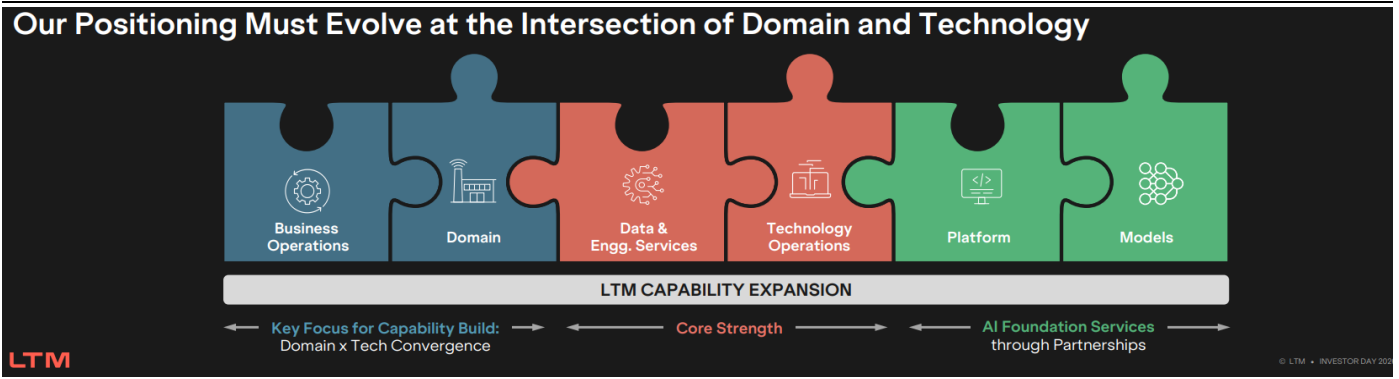 Our Positioning Must Evolve at the Intersection of Domain and Technology
Business
Operations
Domain
Data &
Engg. Services
Technology
Operations
Platform
Models
LTM CAPABILITY EXPANSION
Key Focus for Capability Build:
Domain x Tech Convergence
Core Strength
AI Foundation Services
through Partnerships
LTM
© LTM • INVESTOR DAY